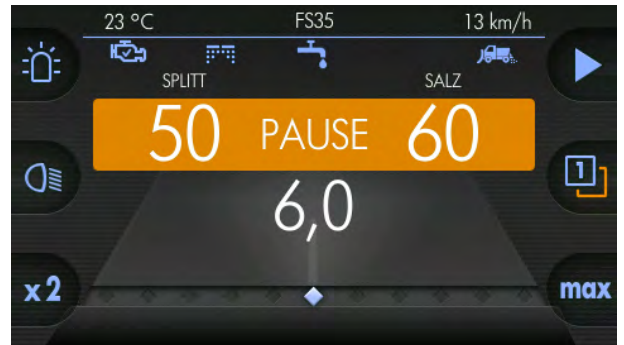 23 °C FS35 13 km/h
SPLITT SALZ
50 PAUSE 60
1
6,0
x2 max